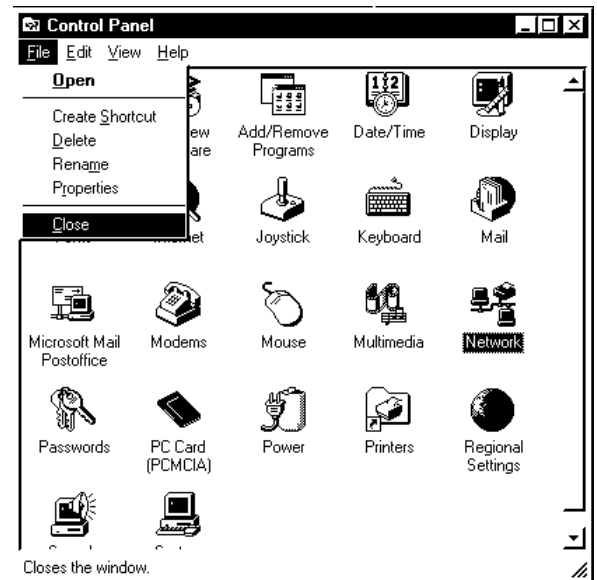 Control Panel
File Edit View Help
Open
Create Shortcut
Delete
Rename
Properties
Close
Add/Remove
Programs
Date/Time
Display
Joystick
Keyboard
Mail
Microsoft Mail
Postoffice
Modems
Mouse
Multimedia
Network
Passwords
PC Card
(PCMCIA)
Power
Printers
Regional
Settings
Closes the window.